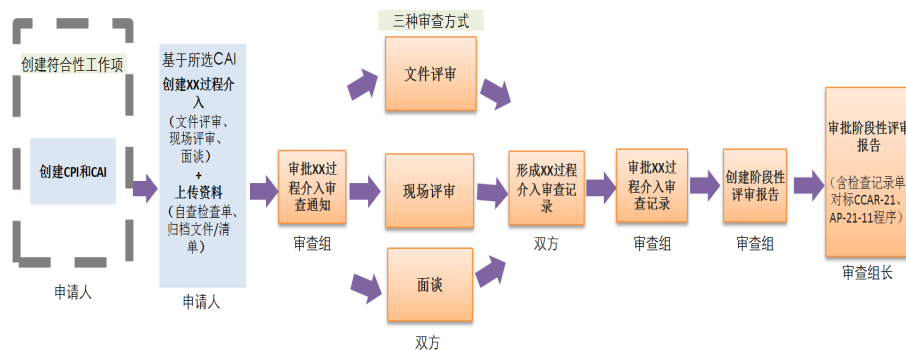 创建符合性工作项
创建CPI和CAI
申请人
基于所选CAI
创建XX过程介
入
（文件评审、
现场评审、
面谈）
+
上传资料
（自查检查单、
归档文件/清
单）
申请人
审批XX过
程介入审
查通知
审查组
三种审查方式
文件评审
现场评审
面谈
双方
形成XX过程
介入审查记
录
双方
审批XX过
程介入审
查记录
审查组
创建阶段性
评审报告
审查组
审批阶段性评审
报告
（含检查记录单
对标CCAR-21、
AP-21-11程序）
审查组长